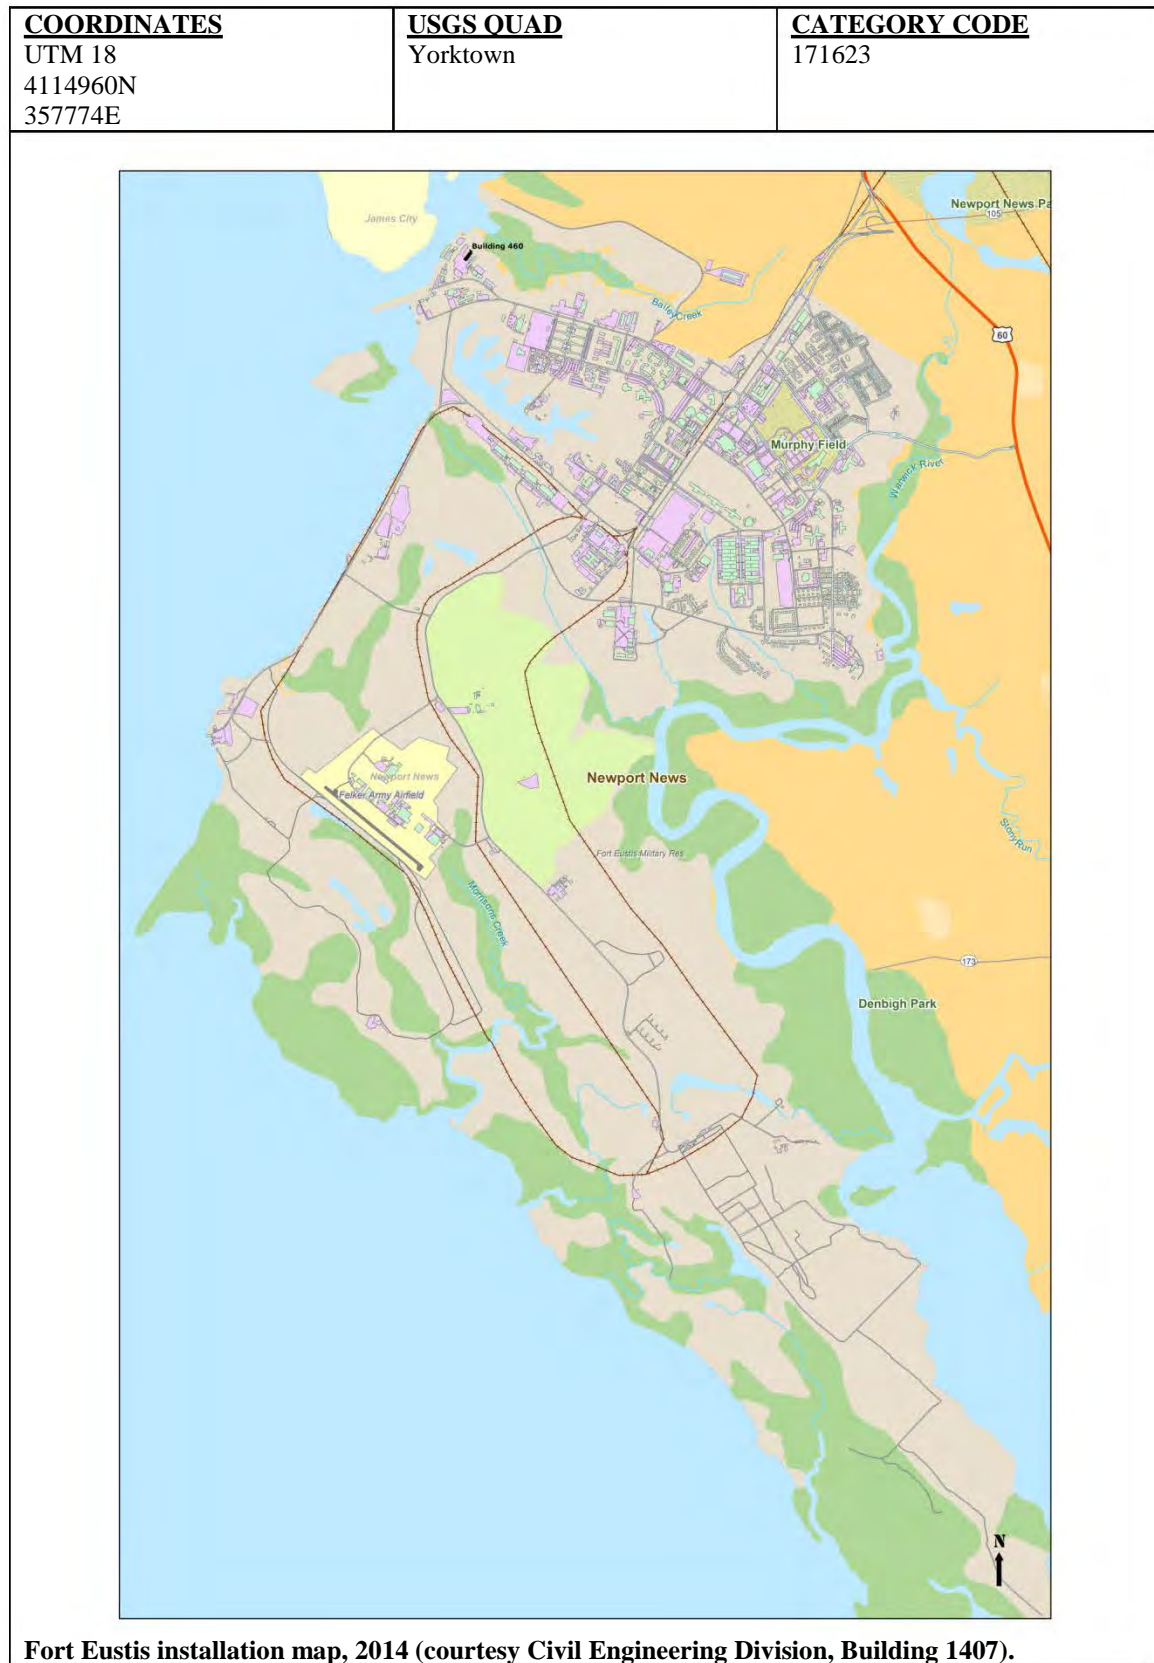 COORDINATES
UTM 18
4114960N
357774E
USGS QUAD
Yorktown
CATEGORY CODE
171623
James City
Building 460
Newport News Pa
105
Bailey Creek
60
Murphy Field
Warwick River
Newport News
Felker Army Airfield
Newport News
Stony Run
Fort Eustis Military Res
Morrisons Creek
173
Denbigh Park
N
Fort Eustis installation map, 2014 (courtesy Civil Engineering Division, Building 1407).